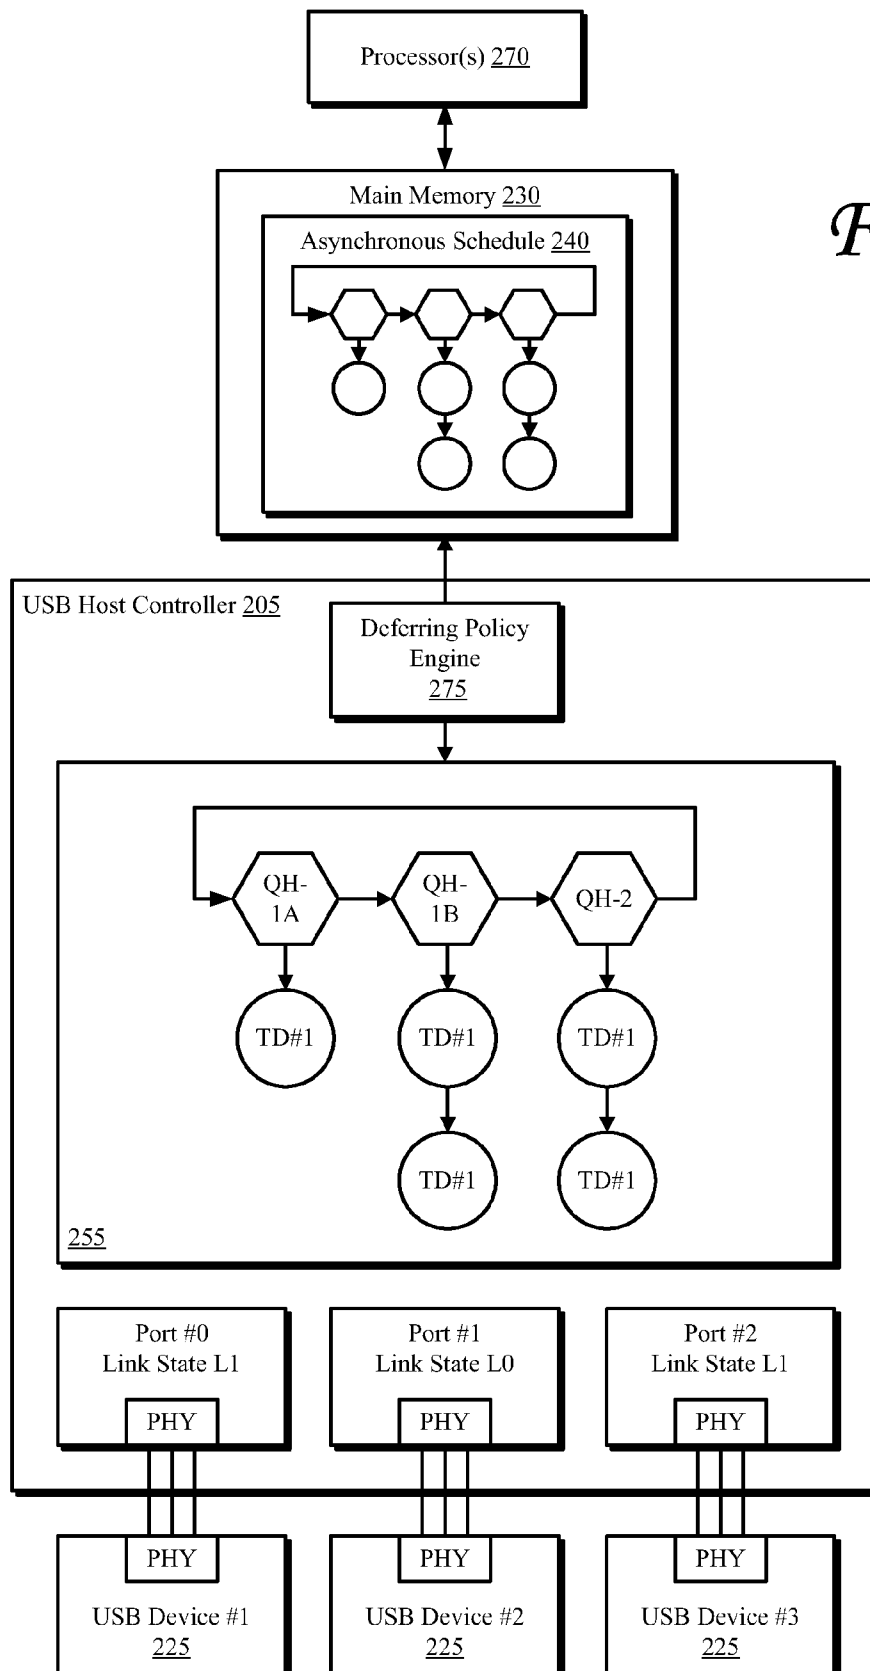 Processor(s) 270
Main Memory 230
F
Asynchronous Schedule 240
USB Host Controller 205
Deferring Policy
Engine
275
QH-
1A
QH-
1B
QH-2
TD#1
TD#1
TD#1
TD#1
TD#1
255
Port #0
Link State L1
PHY
Port #1
Link State L0
PHY
Port #2
Link State L1
PHY
PHY
USB Device #1
225
PHY
USB Device #2
225
PHY
USB Device #3
225